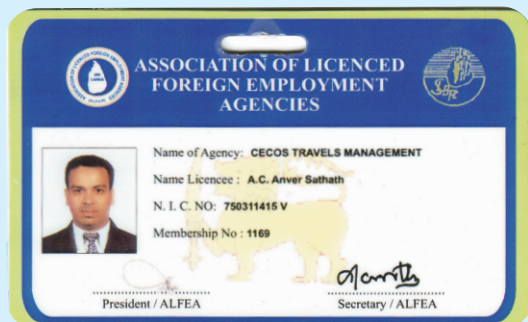 ASSOCIATION OF LICENCED
FOREIGN EMPLOYMENT
AGENCIES
Name of Agency: CECOS TRAVELS MANAGEMENT
Name Licencee : A.C. Anver Sathath
N. I. C. NO: 750311415 V
Membership No : 1169
President / ALFEA
Secretary / ALFEA